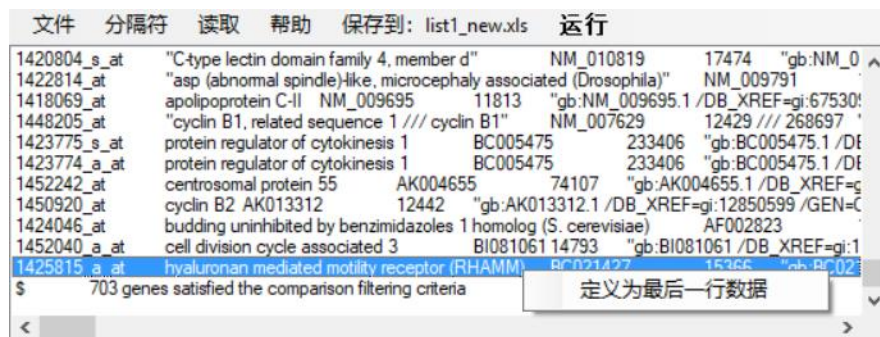 文件 分隔符 读取 帮助 保存到：list1_new.xls 运行
1420804_s_at "C-type lectin domain family 4, member d" NM_010819 17474 "gb:NM_0
1422814_at "asp (abnormal spindle)-like, microcephaly associated (Drosophila)" NM_009791
1418069_at apolipoprotein C-II NM_009695 11813 "gb:NM_009695.1 /DB_XREF=gi:675309
1448205_at "cyclin B1, related sequence 1 /// cyclin B1" NM_007629 12429 /// 268697 "
1423775_s_at protein regulator of cytokinesis 1 BC005475 233406 "gb:BC005475.1 /DE
1423774_a_at protein regulator of cytokinesis 1 BC005475 233406 "gb:BC005475.1 /DE
1452242_at centrosomal protein 55 AK004655 74107 "gb:AK004655.1 /DB_XREF=g
1450920_at cyclin B2 AK013312 12442 "gb:AK013312.1 /DB_XREF=gi:12850599 /GEN=C
1424046_at budding uninhibited by benzimidazoles 1 homolog (S. cerevisiae) AF002823
1452040_a_at cell division cycle associated 3 BI081061 14793 "gb:BI081061 /DB_XREF=gi:1
1425815_a_at hyaluronan mediated motility receptor (RHAMM) BC021427 15366 "gb:BC02
$ 703 genes satisfied the comparison filtering criteria
定义为最后一行数据